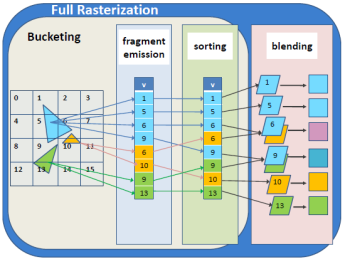 Full Rasterization
Bucketing
fragment
emission
sorting
blending
0 1 2 3
4 5 6 7
8 9 10 11
12 13 14 15
v
1
5
6
9
6
10
9
13
v
1
5
6
6
9
9
10
13
1
5
6
9
10
13